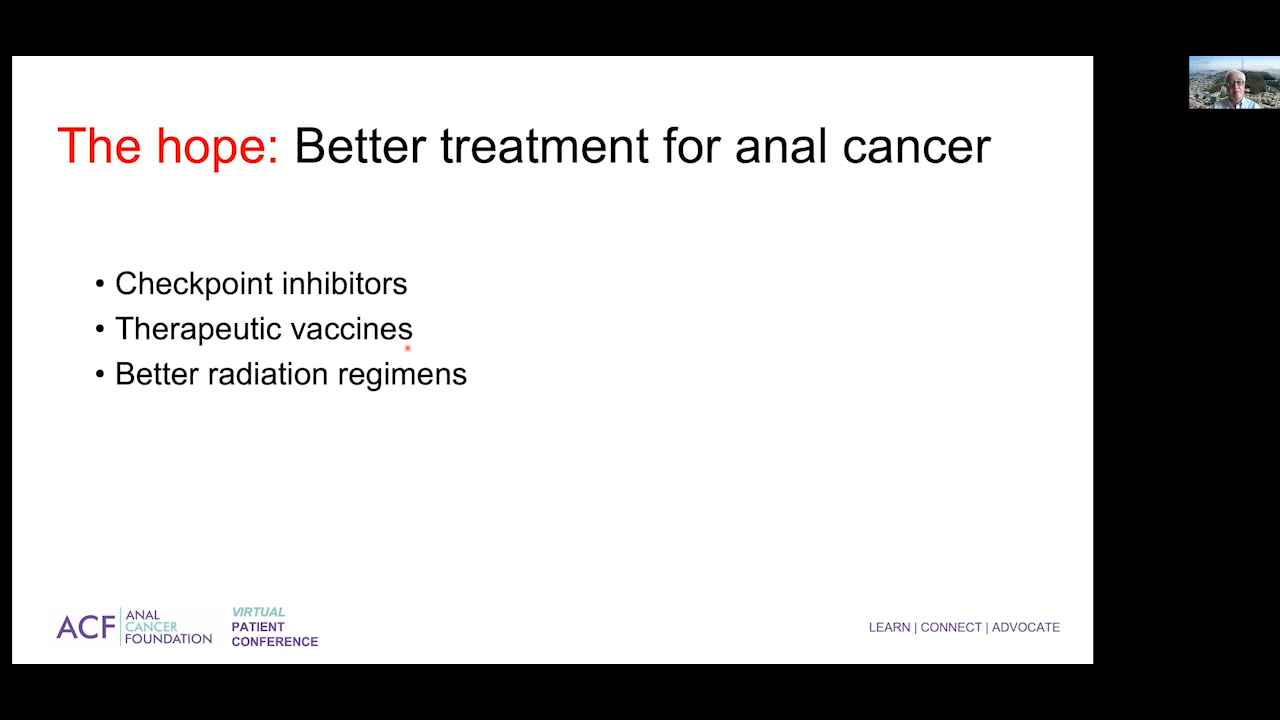 The hope: Better treatment for anal cancer
• Checkpoint inhibitors
• Therapeutic vaccines
• Better radiation regimens
ACF
ANAL
CANCER
FOUNDATION
VIRTUAL
PATIENT
CONFERENCE
LEARN | CONNECT | ADVOCATE